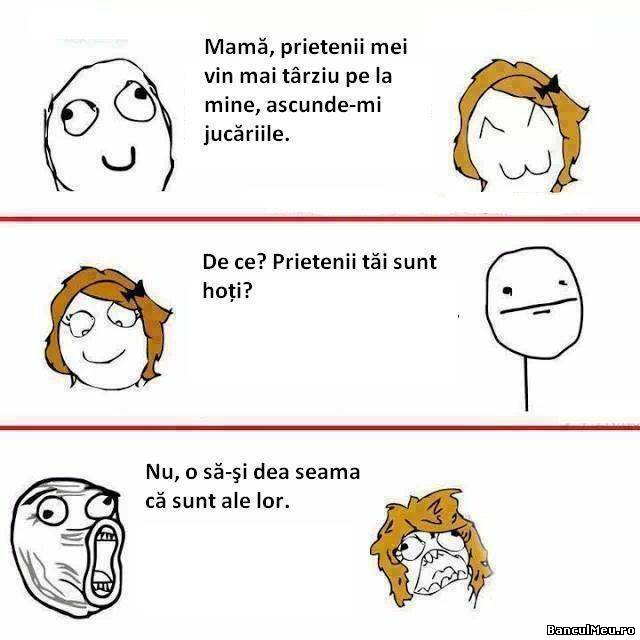 Mamă, prietenii mei
vin mai târziu pe la
mine, ascunde-mi
jucăriile.
De ce? Prietenii tăi sunt
hoți?
Nu, o să-şi dea seama
că sunt ale lor.
BanculMeu.ro